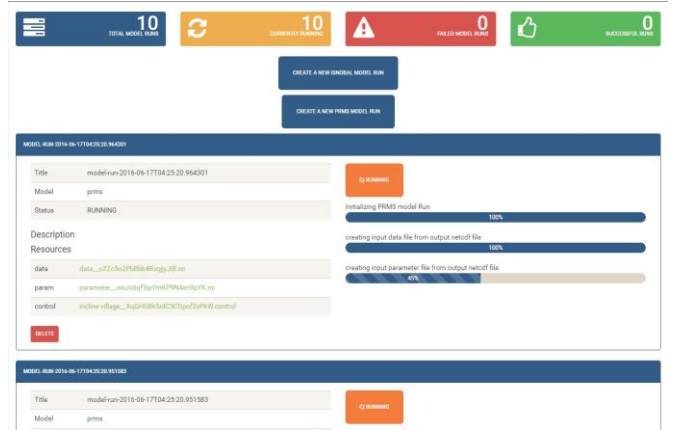 10
TOTAL MODEL RUNS
10
CURRENTLY RUNNING
0
FAILED MODEL RUNS
0
SUCCESSFUL RUNS
CREATE A NEW ISNOBAL MODEL RUN
CREATE A NEW PRMS MODEL RUN
MODEL-RUN-2016-06-17T04:25:20.964301
Title model-run-2016-06-17T04:25:20.964301
Model prms
Status RUNNING
Description
Resources
data
param
control
DELETE
RUNNING
Initializing PRMS model Run
100%
creating input data file from output netcdf file
100%
creating input parameter file from output netcdf file
45%
MODEL-RUN-2016-06-17T04:25:20.951583
Title model-run-2016-06-17T04:25:20.951583
Model prms
RUNNING